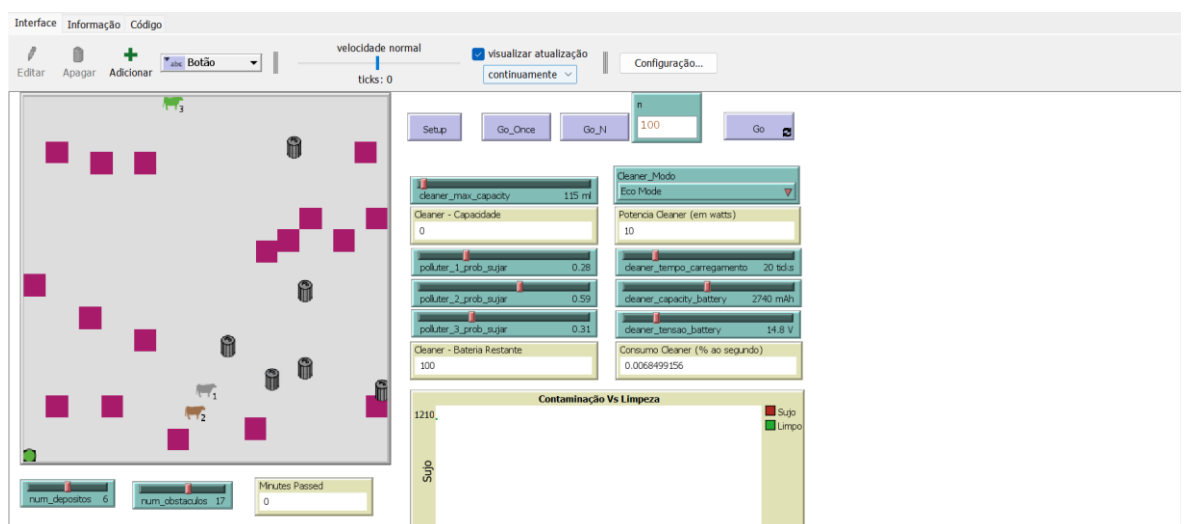 Interface Informação Código
Editar Apagar Adicionar abc Botão
velocidade normal
ticks: 0
visualizar atualização
continuamente
Configuração...
3
1
2
num_depositos 6
num_obstaculos 17
Minutes Passed
0
Setup Go_Once Go_N
n
100
Go
cleaner_max_capacity 115 ml
Cleaner_Modo
Eco Mode
Cleaner - Capacidade
0
Potencia Cleaner (em watts)
10
polluter_1_prob_sujar 0.28
cleaner_tempo_carregamento 20 ticks
polluter_2_prob_sujar 0.59
cleaner_capacity_battery 2740 mAh
polluter_3_prob_sujar 0.31
cleaner_tensao_battery 14.8 V
Cleaner - Bateria Restante
100
Consumo Cleaner (% ao segundo)
0.0068499156
Contaminação Vs Limpeza
1210
Sujo
Sujo
Limpo